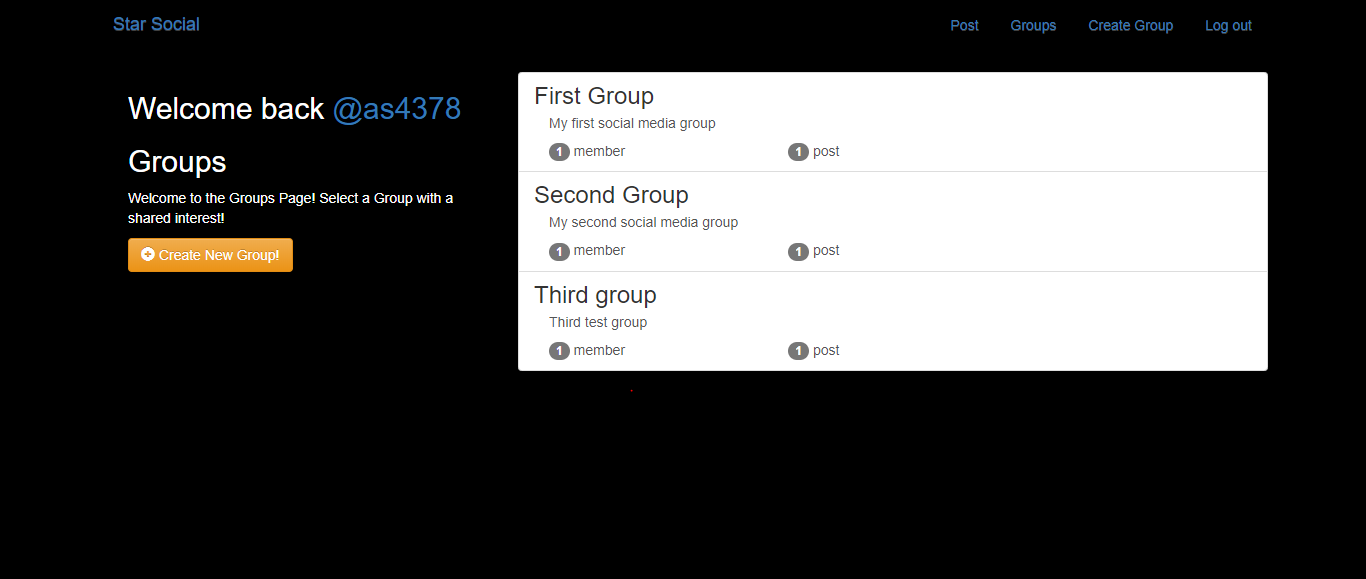 Star Social
Post Groups Create Group Log out
Welcome back @as4378
Groups
Welcome to the Groups Page! Select a Group with a
shared interest!
Create New Group!
First Group
My first social media group
1 member 1 post
Second Group
My second social media group
1 member 1 post
Third group
Third test group
1 member 1 post